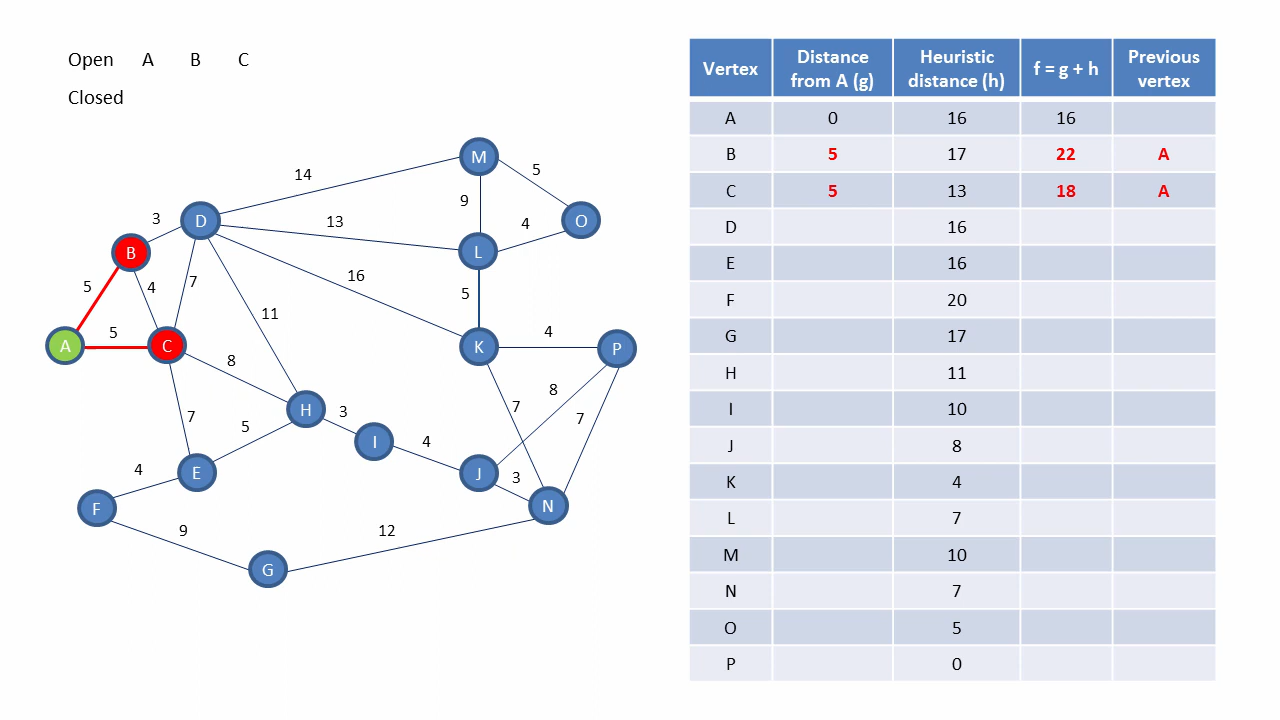 Open A B C
Closed
M
14
5
D
9
O
3
13
4
B
L
5
4
7
16
5
11
5
4
A
C
K
P
8
8
7
7
7
H
3
5
I
4
4
E
J
3
F
N
9
12
G
Vertex Distance from A (g) Heuristic distance (h) f = g + h Previous vertex
A 0 16 16
B 5 17 22 A
C 5 13 18 A
D 16
E 16
F 20
G 17
H 11
I 10
J 8
K 4
L 7
M 10
N 7
O 5
P 0